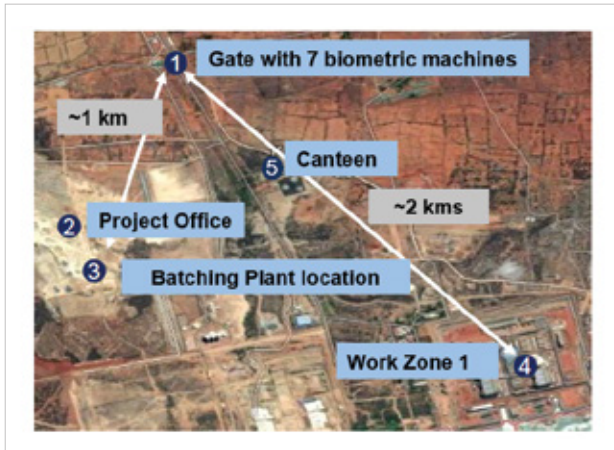 1 Gate with 7 biometric machines
~1 km
5 Canteen
~2 kms
2 Project Office
3 Batching Plant location
Work Zone 1 4